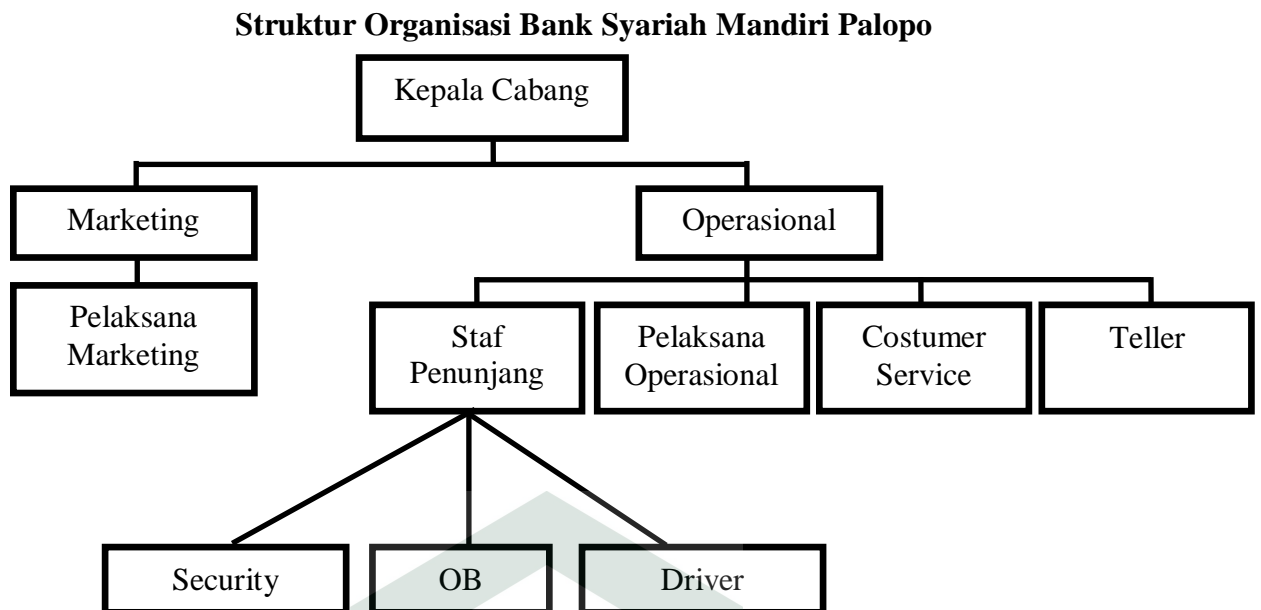 Struktur Organisasi Bank Syariah Mandiri Palopo
Kepala Cabang
Marketing
Operasional
Pelaksana
Marketing
Staf
Penunjang
Pelaksana
Operasional
Costumer
Service
Teller
Security
OB
Driver